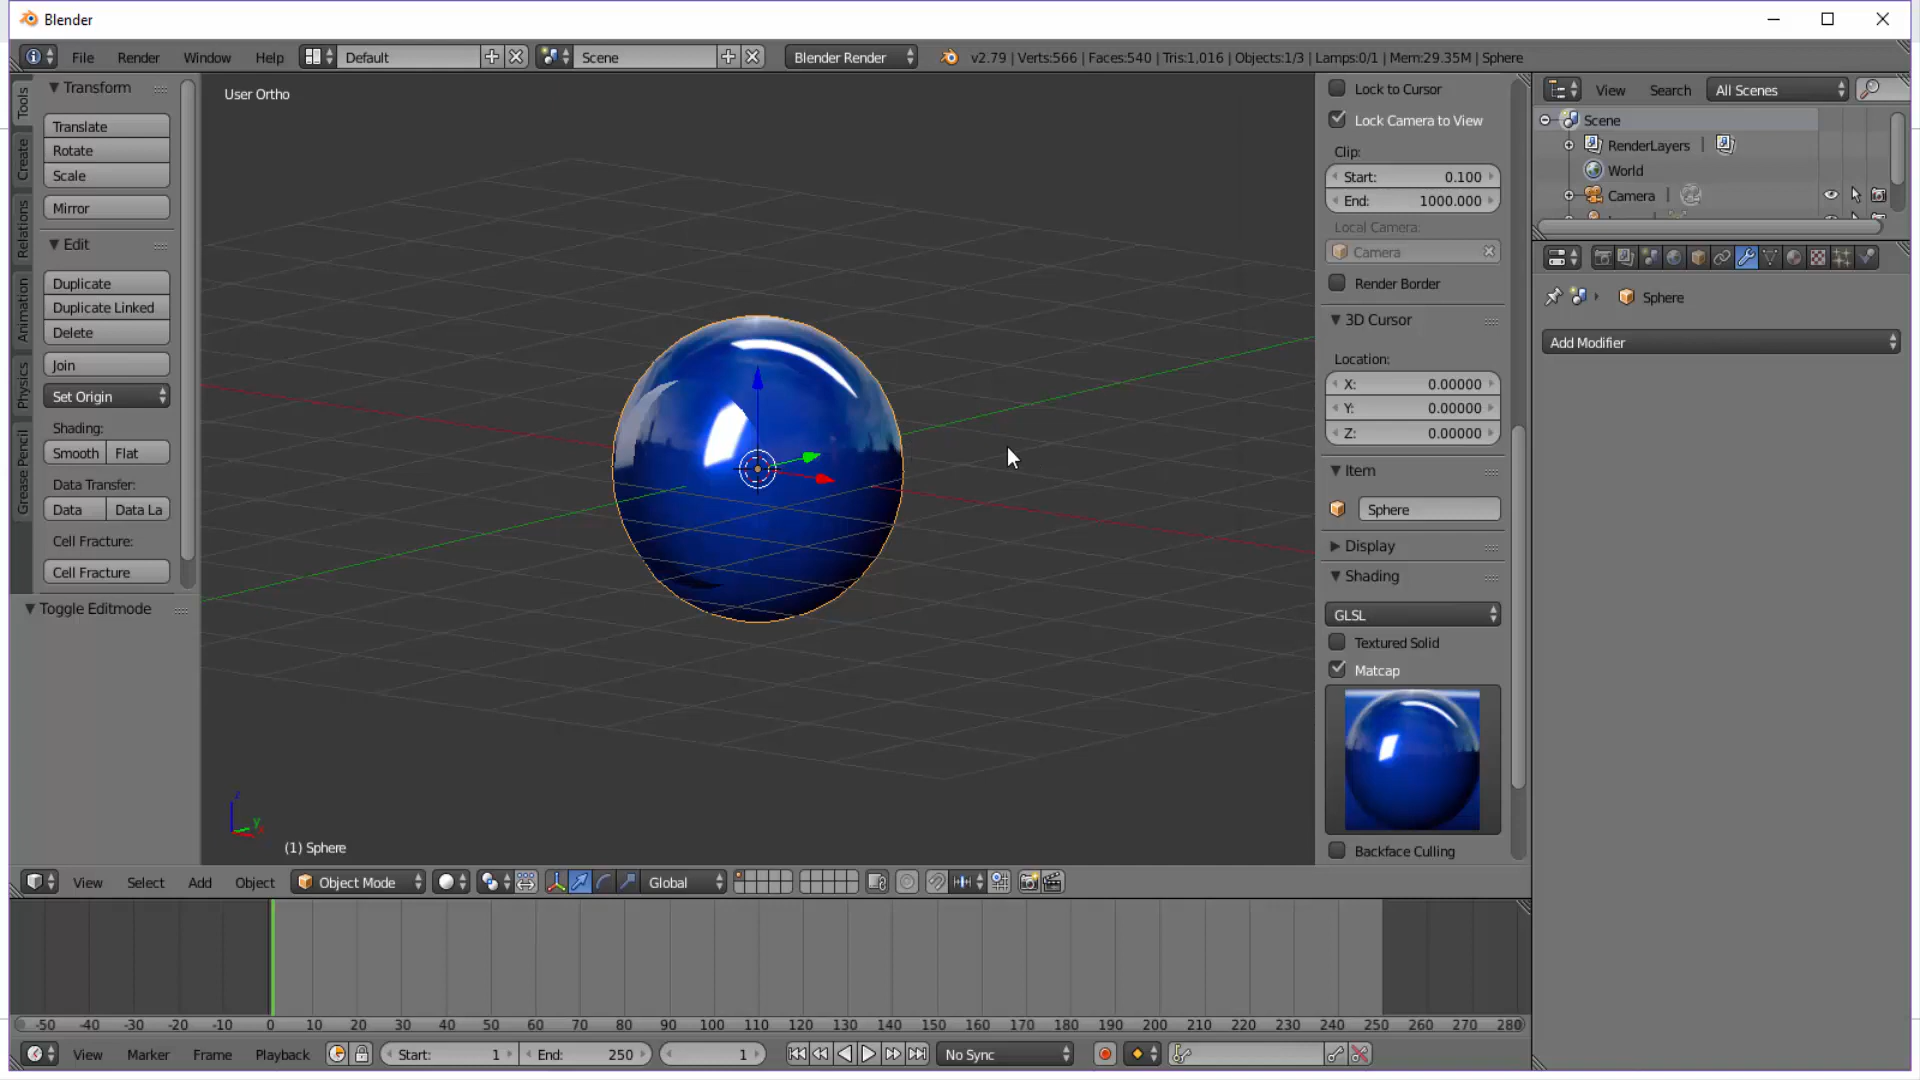 Blender
File Render Window Help Default Scene Blender Render v2.79 | Verts:566 | Faces:540 | Tris:1,016 | Objects:1/3 | Lamps:0/1 | Mem:29.35M | Sphere
Tools
Create
Relations
Animation
Physics
Grease Pencil
Transform
Translate
Rotate
Scale
Mirror
Edit
Duplicate
Duplicate Linked
Delete
Join
Set Origin
Shading:
Smooth Flat
Data Transfer:
Data Data La
Cell Fracture:
Cell Fracture
Toggle Editmode
User Ortho
z
y
(1) Sphere
Lock to Cursor
Lock Camera to View
Clip:
Start: 0.100
End: 1000.000
Local Camera:
Camera
Render Border
3D Cursor
Location:
X: 0.00000
Y: 0.00000
Z: 0.00000
Item
Sphere
Display
Shading
GLSL
Textured Solid
Matcap
Backface Culling
View Search All Scenes
Scene
RenderLayers |
World
Camera |
Sphere
Add Modifier
View Select Add Object Object Mode Global
-50 -40 -30 -20 -10 0 10 20 30 40 50 60 70 80 90 100 110 120 130 140 150 160 170 180 190 200 210 220 230 240 250 260 270 280
View Marker Frame Playback Start: 1 End: 250 1 No Sync